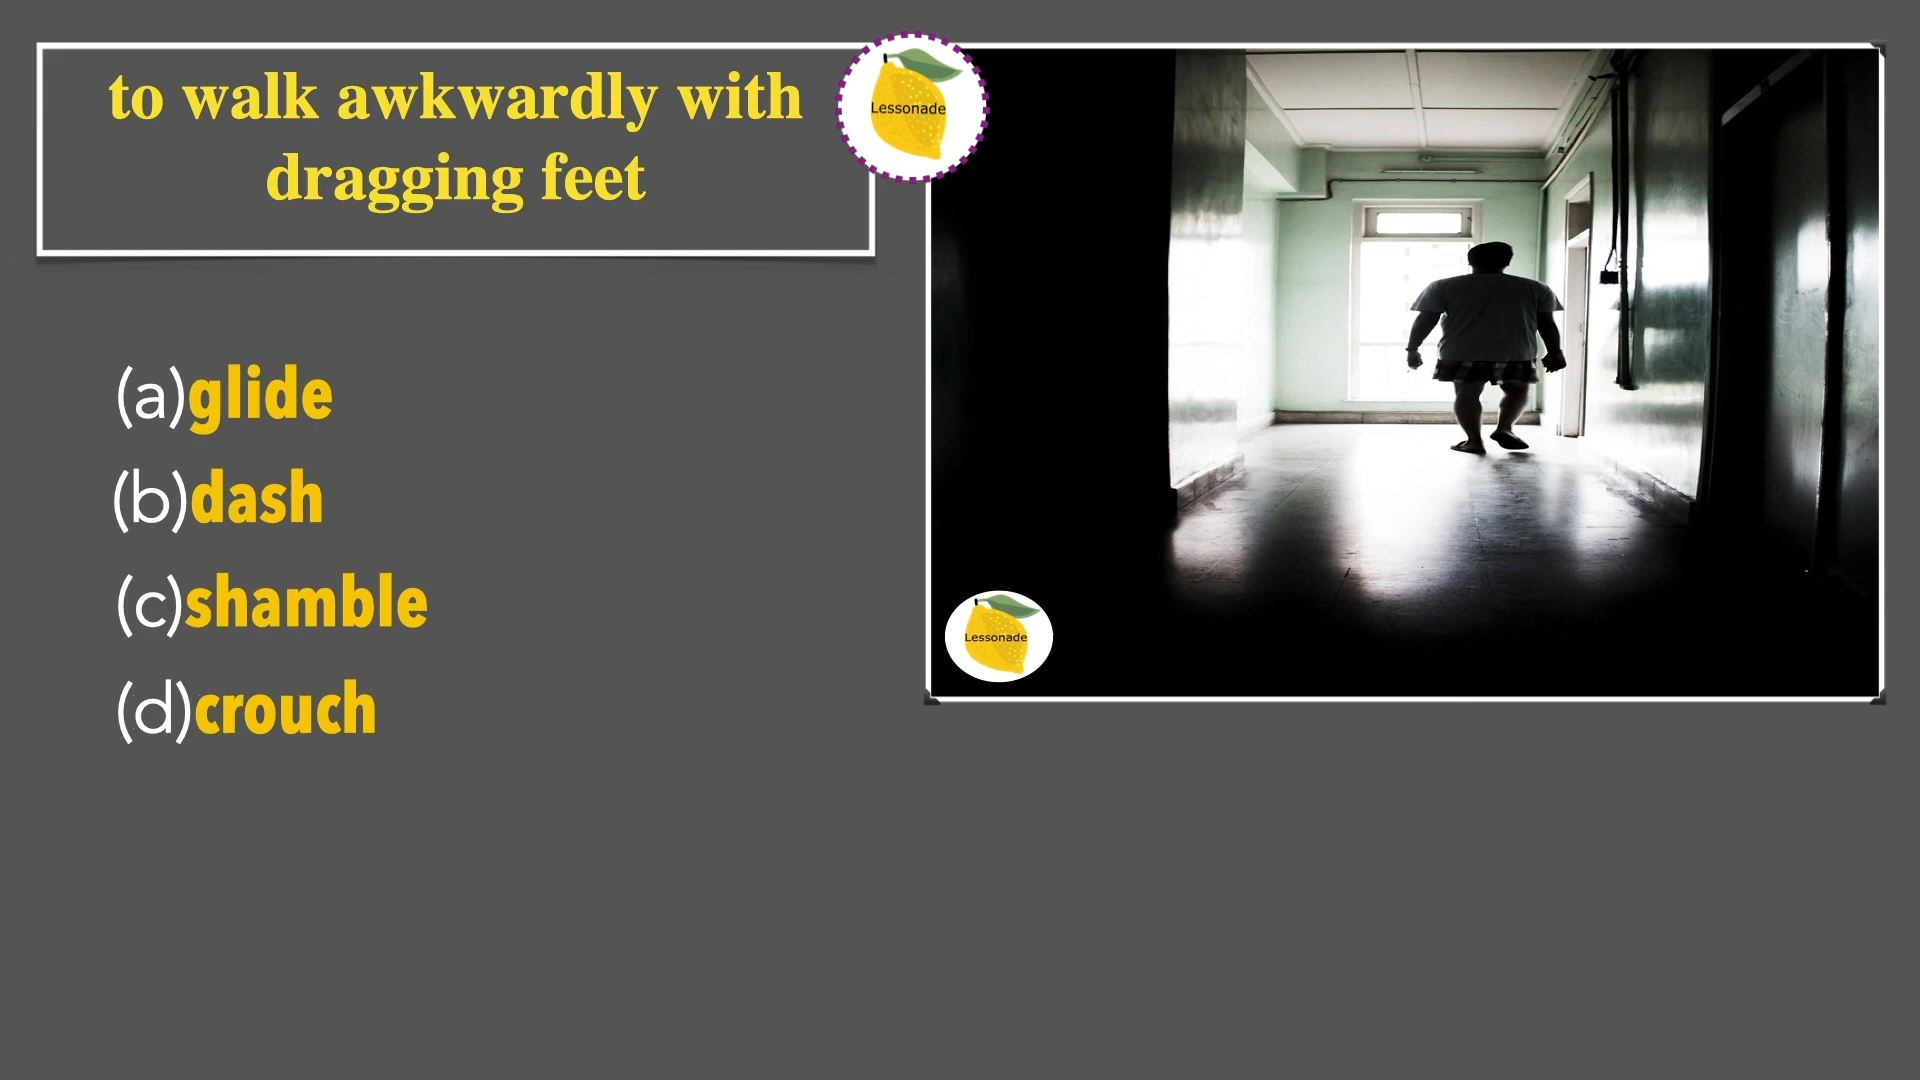 to walk awkwardly with
dragging feet
Lessonade
(a)glide
(b)dash
(c)shamble
(d)crouch
Lessonade